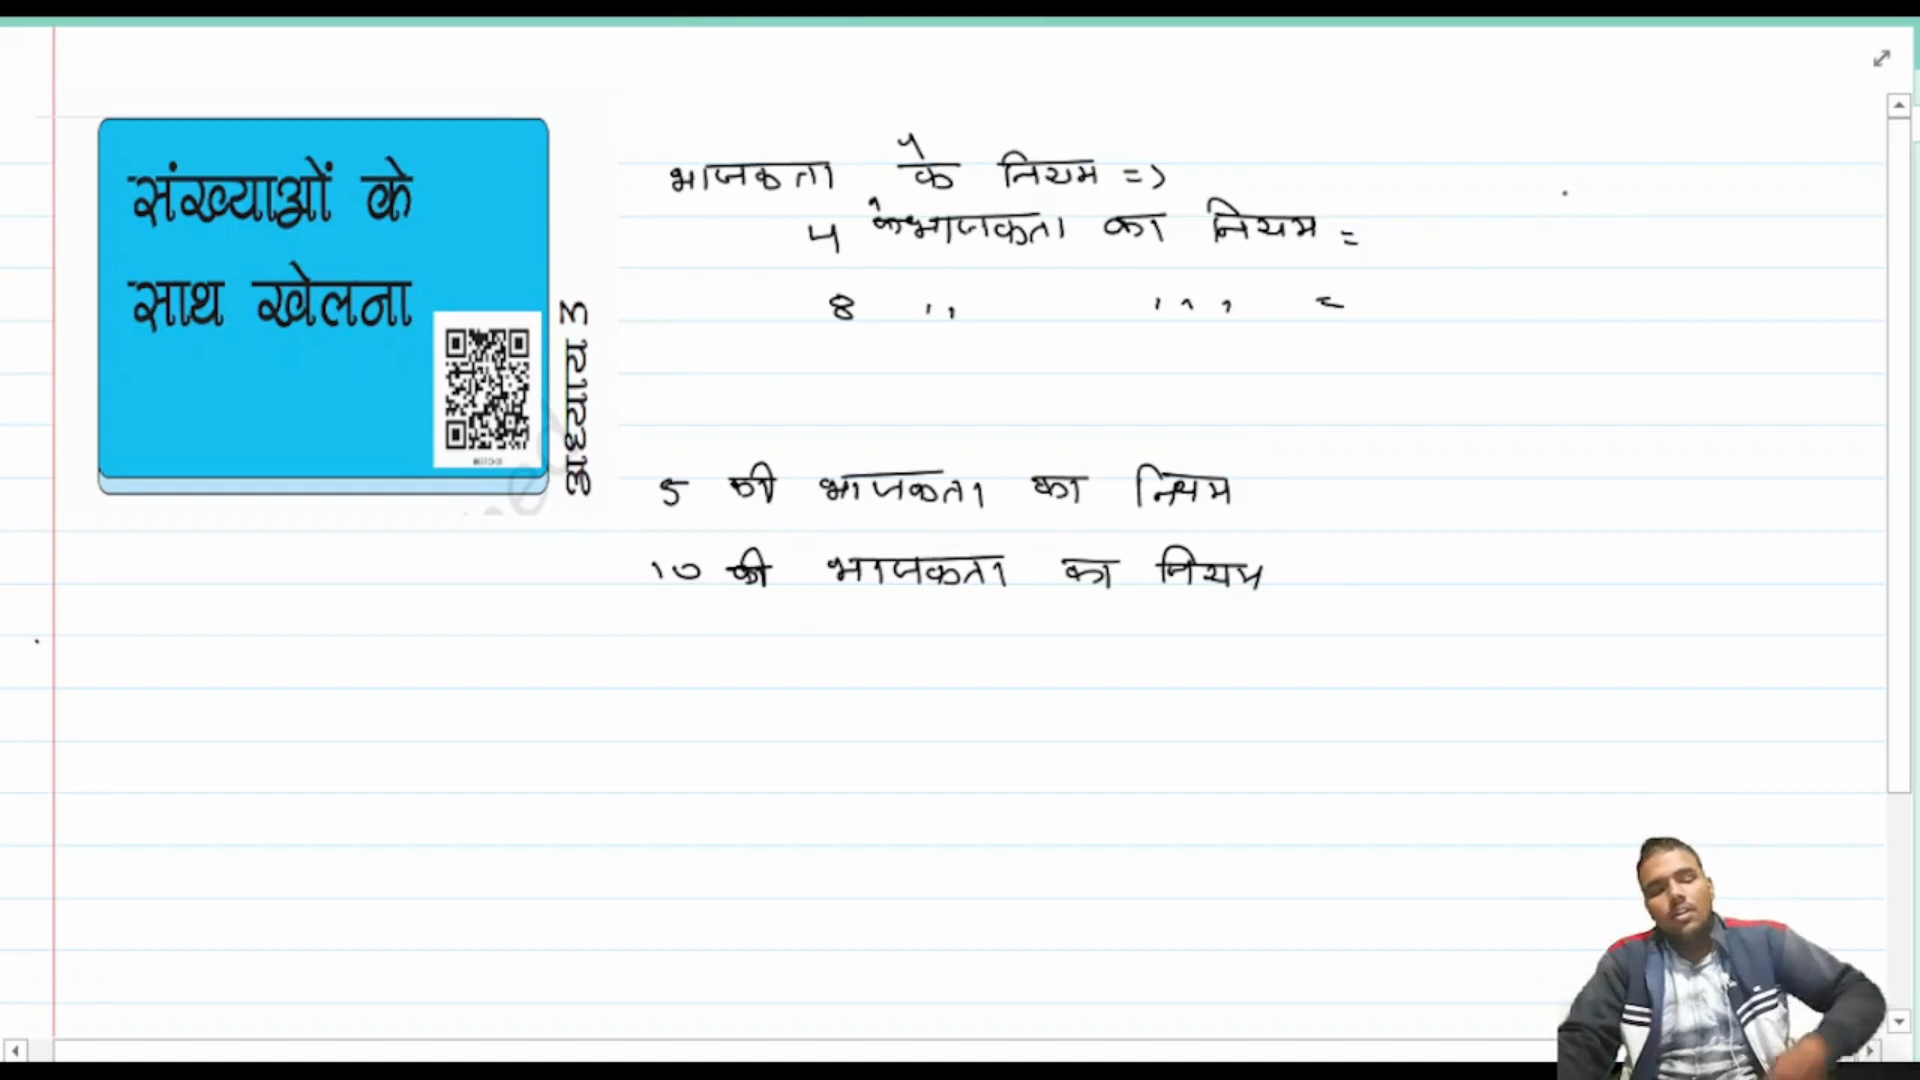 संख्याओं के
साथ खेलना
अध्याय 3
भाजकता के नियम =>
4 के भाजकता का नियम =
8 ,, ,,, =
5 की भाजकता का नियम
10 की भाजकता का नियम